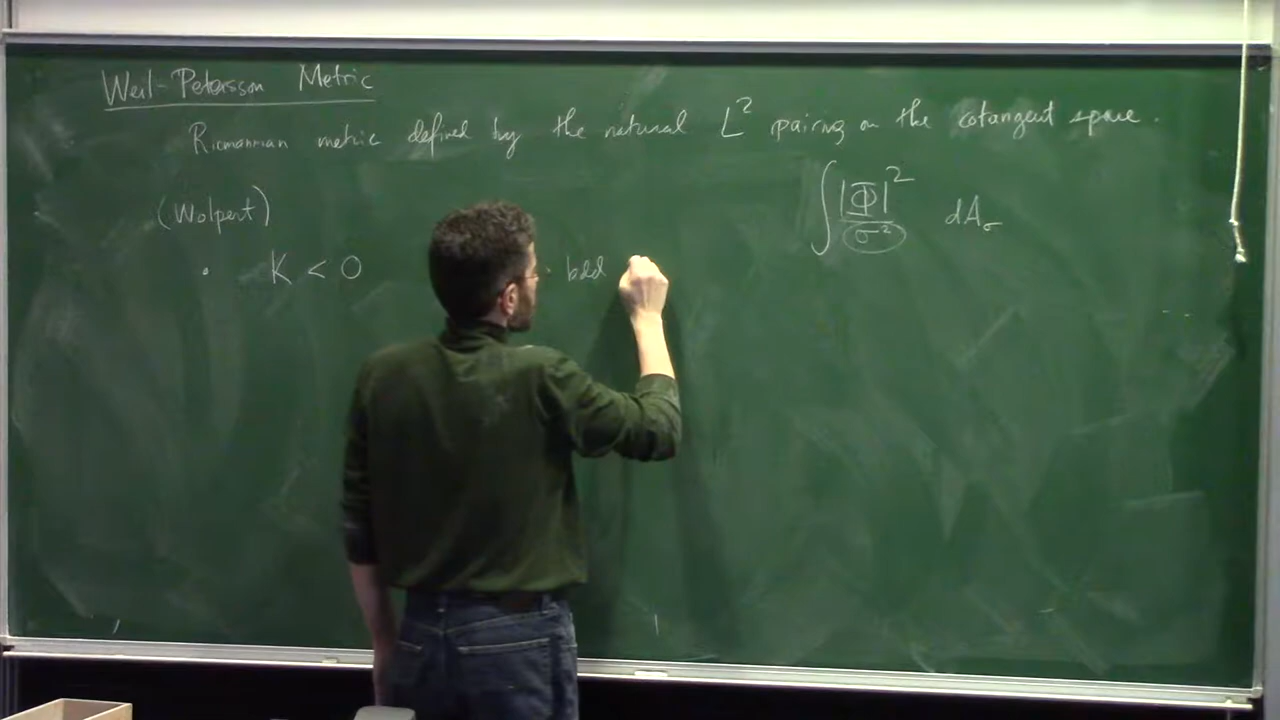 Weil-Petersson Metric
Riemannian metric defined by the natural L² pairing on the cotangent space.
(Wolpert)
∫ |Φ|² / σ² dA_σ
· K < 0 · bdd